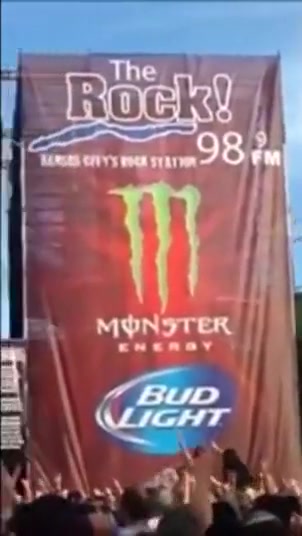 The
Rock!
KANSAS CITY'S ROCK STATION 98.9 FM
MONSTER
ENERGY
BUD
LIGHT